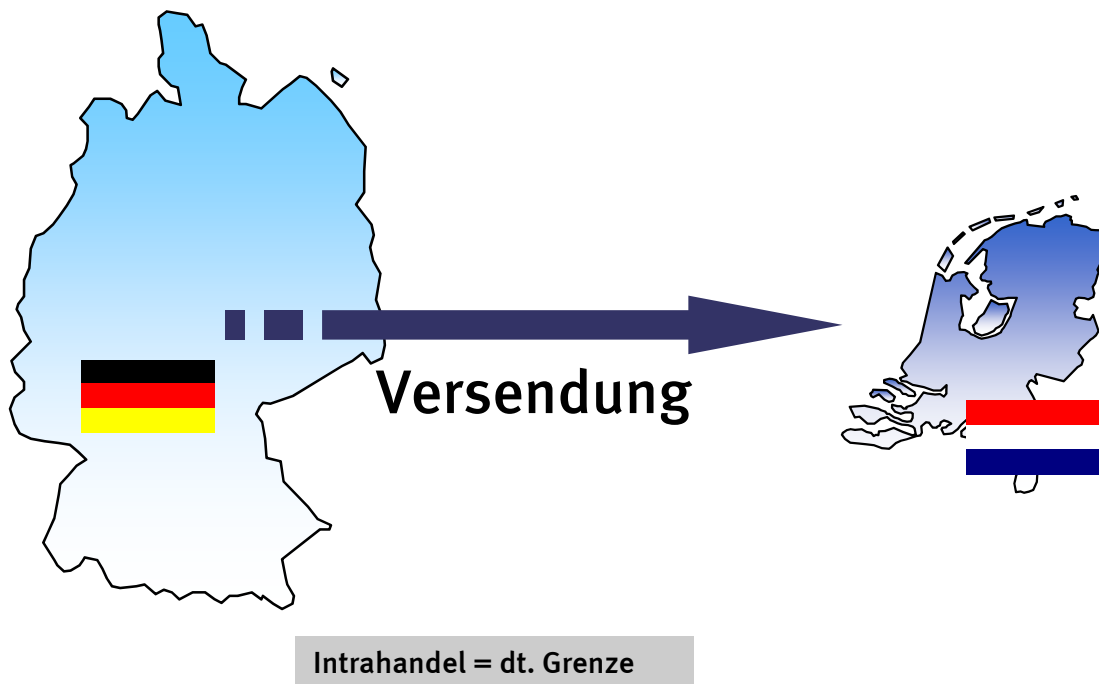 Versendung
Intrahandel = dt. Grenze